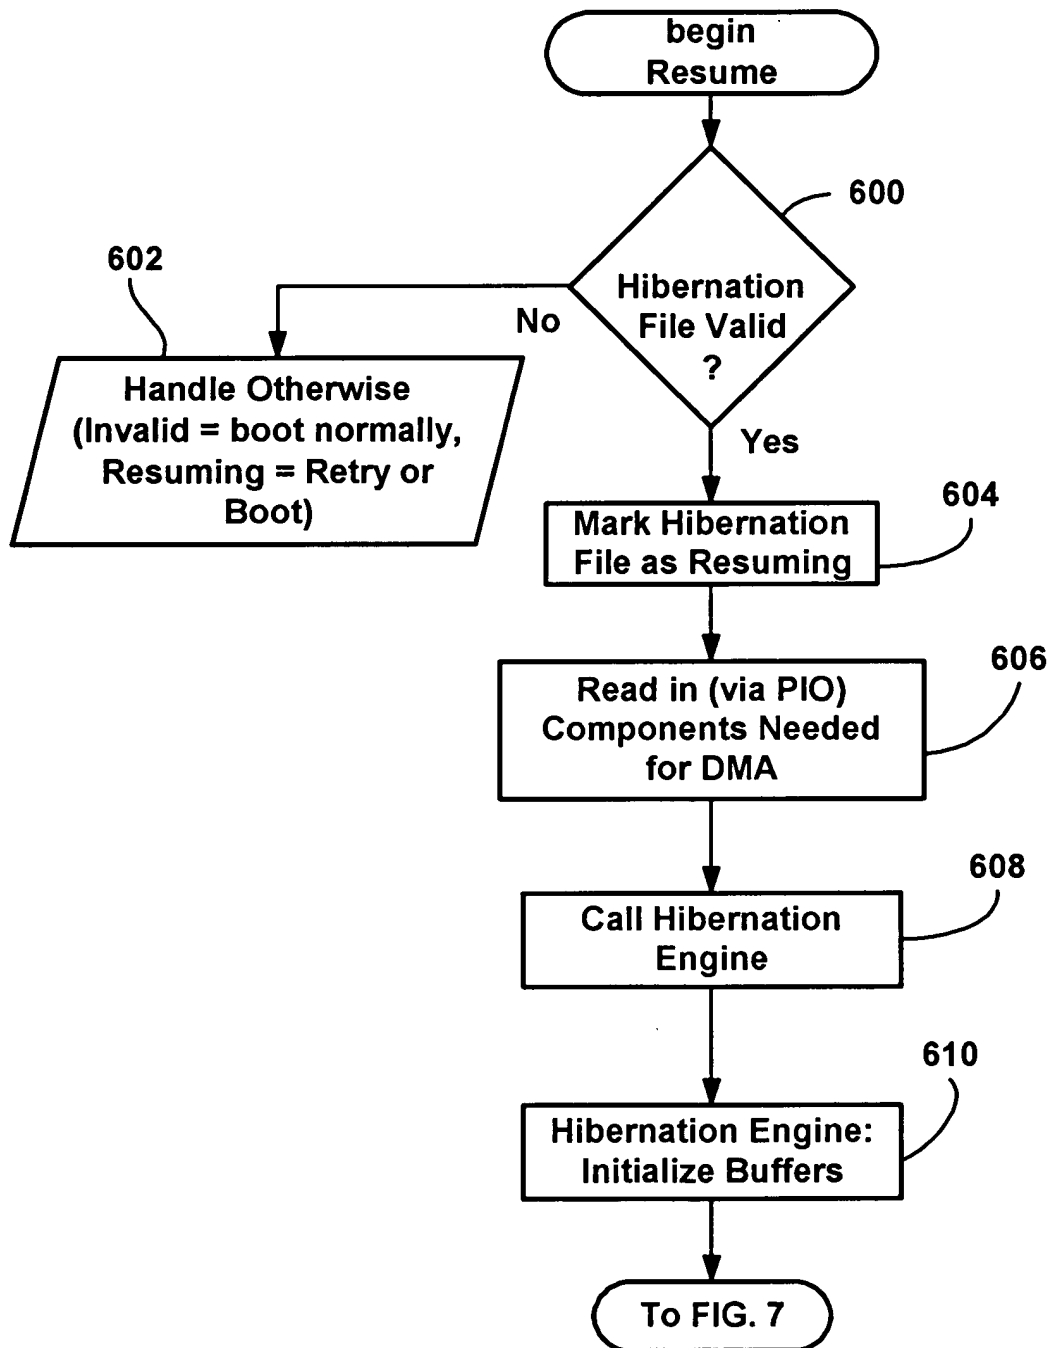 begin
Resume
600
602
Hibernation
File Valid
?
No
Handle Otherwise
(Invalid = boot normally,
Resuming = Retry or
Boot)
Yes
604
Mark Hibernation
File as Resuming
606
Read in (via PIO)
Components Needed
for DMA
608
Call Hibernation
Engine
610
Hibernation Engine:
Initialize Buffers
To FIG. 7